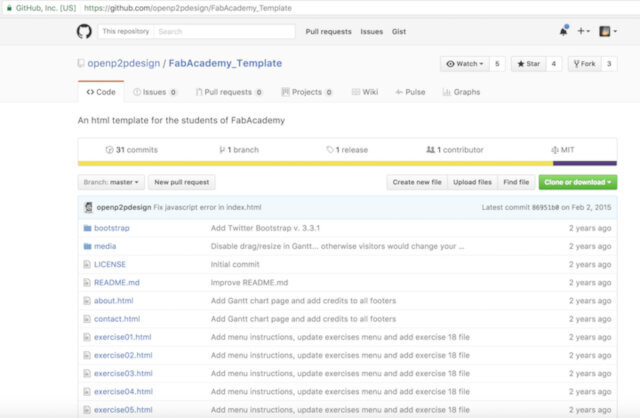 GitHub, Inc. [US] https://github.com/openp2pdesign/FabAcademy_Template
This repository Search Pull requests Issues Gist
openp2pdesign / FabAcademy_Template Watch 5 Star 4 Fork 3
Code Issues 0 Pull requests 0 Projects 0 Wiki Pulse Graphs
An html template for the students of FabAcademy
31 commits 1 branch 1 release 1 contributor MIT
Branch: master New pull request Create new file Upload files Find file Clone or download
openp2pdesign Fix javascript error in index.html Latest commit 86951b0 on Feb 2, 2015
bootstrap Add Twitter Bootstrap v. 3.3.1 2 years ago
media Disable drag/resize in Gantt... otherwise visitors would change your ... 2 years ago
LICENSE Initial commit 2 years ago
README.md Improve README.md 2 years ago
about.html Add Gantt chart page and add credits to all footers 2 years ago
contact.html Add Gantt chart page and add credits to all footers 2 years ago
exercise01.html Add menu instructions, update exercises menu and add exercise 18 file 2 years ago
exercise02.html Add menu instructions, update exercises menu and add exercise 18 file 2 years ago
exercise03.html Add menu instructions, update exercises menu and add exercise 18 file 2 years ago
exercise04.html Add menu instructions, update exercises menu and add exercise 18 file 2 years ago
exercise05.html Add menu instructions, update exercises menu and add exercise 18 file 2 years ago